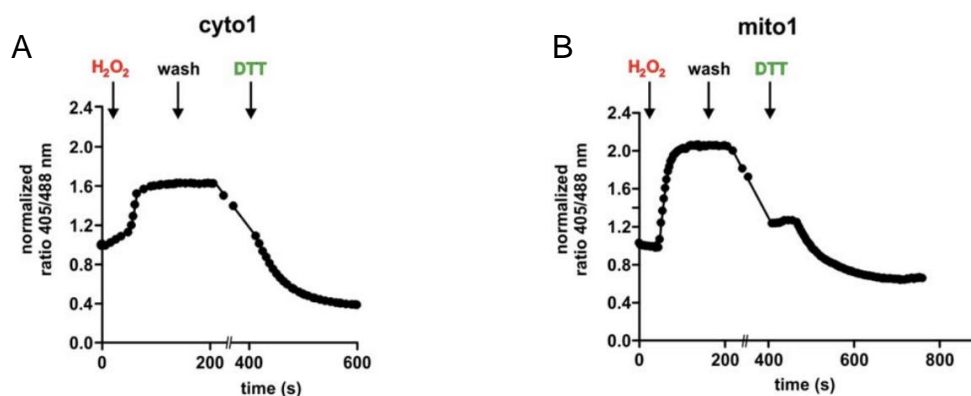 A
cyto1
H₂O₂ wash DTT
2.4
2.0
1.6
1.2
0.8
0.4
0.0
normalized
ratio 405/488 nm
0 200 400 600
time (s)
B
mito1
H₂O₂ wash DTT
2.4
2.0
1.6
1.2
0.8
0.4
0.0
normalized
ratio 405/488 nm
0 200 400 600 800
time (s)